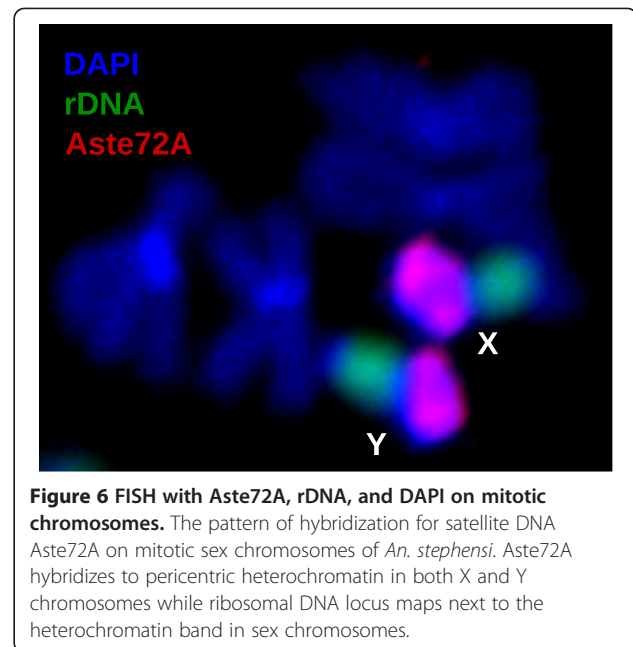 DAPI
rDNA
Aste72A
X
Y
Figure 6 FISH with Aste72A, rDNA, and DAPI on mitotic
chromosomes. The pattern of hybridization for satellite DNA
Aste72A on mitotic sex chromosomes of An. stephensi. Aste72A
hybridizes to pericentric heterochromatin in both X and Y
chromosomes while ribosomal DNA locus maps next to the
heterochromatin band in sex chromosomes.